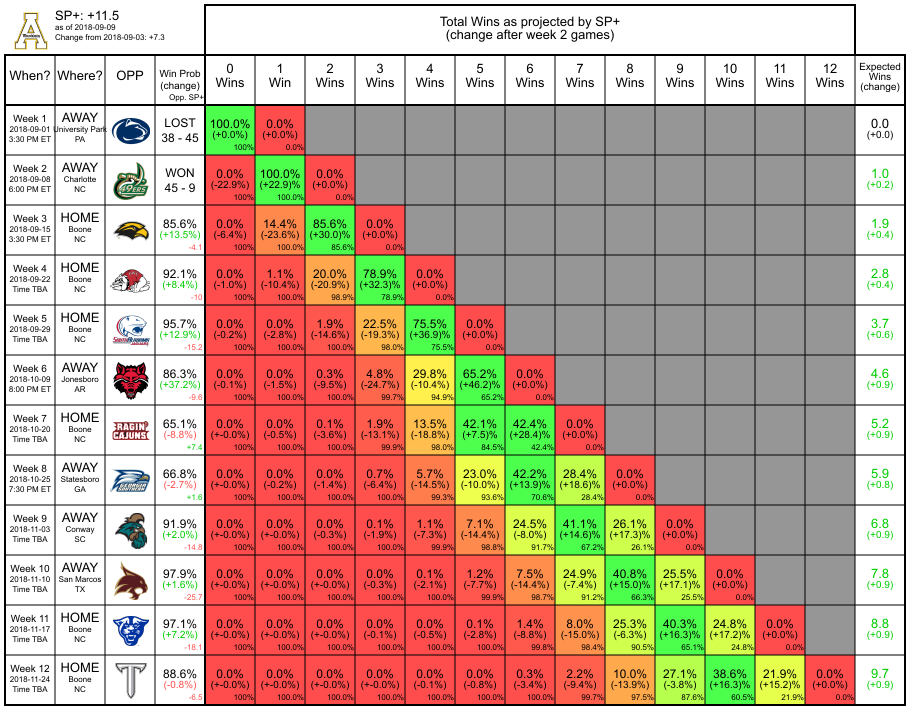 SP+: +11.5
as of 2018-09-09
Change from 2018-09-03: +7.3
Total Wins as projected by SP+
(change after week 2 games)
When? Where? OPP Win Prob (change) Opp. SP+ 0 Wins 1 Win 2 Wins 3 Wins 4 Wins 5 Wins 6 Wins 7 Wins 8 Wins 9 Wins 10 Wins 11 Wins 12 Wins Expected Wins (change)
Week 1 AWAY LOST 100.0% 0.0% 0.0
2018-09-01 University Park 38 - 45 (+0.0%) (+0.0%) (+0.0)
3:30 PM ET PA 100% 0.0%
Week 2 AWAY WON 0.0% 100.0% 0.0% 1.0
2018-09-08 Charlotte 45 - 9 (-22.9%) (+22.9)% (+0.0%) (+0.2)
6:00 PM ET NC 49ERS 100% 100.0% 0.0%
Week 3 HOME 85.6% 0.0% 14.4% 85.6% 0.0% 1.9
2018-09-15 Boone (+13.5%) (-6.4%) (-23.6%) (+30.0)% (+0.0%) (+0.4)
3:30 PM ET NC -4.1 100% 100.0% 85.6% 0.0%
Week 4 HOME 92.1% 0.0% 1.1% 20.0% 78.9% 0.0% 2.8
2018-09-22 Boone (+8.4%) (-1.0%) (-10.4%) (-20.9%) (+32.3)% (+0.0%) (+0.4)
Time TBA NC -10 100% 100.0% 98.9% 78.9% 0.0%
Week 5 HOME 95.7% 0.0% 0.0% 1.9% 22.5% 75.5% 0.0% 3.7
2018-09-29 Boone (+12.9%) (-0.2%) (-2.8%) (-14.6%) (-19.3%) (+36.9)% (+0.0%) (+0.6)
Time TBA NC -15.2 100% 100% 100.0% 98.0% 75.5% 0.0%
Week 6 AWAY 86.3% 0.0% 0.0% 0.3% 4.8% 29.8% 65.2% 0.0% 4.6
2018-10-09 Jonesboro (+37.2%) (-0.1%) (-1.5%) (-9.5%) (-24.7%) (-10.4%) (+46.2)% (+0.0%) (+0.9)
8:00 PM ET AR -9.6 100% 100% 100.0% 99.7% 94.9% 65.2% 0.0%
Week 7 HOME 65.1% 0.0% 0.0% 0.1% 1.9% 13.5% 42.1% 42.4% 0.0% 5.2
2018-10-20 Boone RAGIN' CAJUNS (-8.8%) (+-0.0%) (-0.5%) (-3.6%) (-13.1%) (-18.8%) (+7.5)% (+28.4%) (+0.0%) (+0.9)
Time TBA NC +7.4 100% 100% 100.0% 99.9% 98.0% 84.5% 42.4% 0.0%
Week 8 AWAY 66.8% 0.0% 0.0% 0.0% 0.7% 5.7% 23.0% 42.2% 28.4% 0.0% 5.9
2018-10-25 Statesboro (-2.7%) (+-0.0%) (-0.2%) (-1.4%) (-6.4%) (-14.5%) (-10.0%) (+13.9)% (+18.6)% (+0.0%) (+0.8)
7:30 PM ET GA +1.6 100% 100% 100% 100.0% 99.3% 93.6% 70.6% 28.4% 0.0%
Week 9 AWAY 91.9% 0.0% 0.0% 0.0% 0.1% 1.1% 7.1% 24.5% 41.1% 26.1% 0.0% 6.8
2018-11-03 Conway (+2.0%) (+-0.0%) (+-0.0%) (-0.3%) (-1.9%) (-7.3%) (-14.4%) (-8.0%) (+14.6)% (+17.3)% (+0.0%) (+0.9)
Time TBA SC -14.8 100% 100% 100% 100.0% 99.9% 98.8% 91.7% 67.2% 26.1% 0.0%
Week 10 AWAY 97.9% 0.0% 0.0% 0.0% 0.0% 0.1% 1.2% 7.5% 24.9% 40.8% 25.5% 0.0% 7.8
2018-11-10 San Marcos (+1.6%) (+-0.0%) (+-0.0%) (+-0.0%) (-0.3%) (-2.1%) (-7.7%) (-14.4%) (-7.4%) (+15.0)% (+17.1)% (+0.0%) (+0.9)
Time TBA TX -25.7 100% 100% 100% 100% 100.0% 99.9% 98.7% 91.2% 66.3% 25.5% 0.0%
Week 11 HOME 97.1% 0.0% 0.0% 0.0% 0.0% 0.0% 0.1% 1.4% 8.0% 25.3% 40.3% 24.8% 0.0% 8.8
2018-11-17 Boone (+7.2%) (+-0.0%) (+-0.0%) (+-0.0%) (-0.1%) (-0.5%) (-2.8%) (-8.8%) (-15.0%) (-6.3%) (+16.3)% (+17.2)% (+0.0%) (+0.9)
Time TBA NC -18.1 100% 100% 100% 100% 100% 100.0% 99.8% 98.4% 90.5% 65.1% 24.8% 0.0%
Week 12 HOME 88.6% 0.0% 0.0% 0.0% 0.0% 0.0% 0.0% 0.3% 2.2% 10.0% 27.1% 38.6% 21.9% 0.0% 9.7
2018-11-24 Boone (-0.8%) (+-0.0%) (+-0.0%) (+-0.0%) (+-0.0%) (-0.1%) (-0.8%) (-3.4%) (-9.4%) (-13.9%) (-3.8%) (+16.3)% (+15.2)% (+0.0%) (+0.9)
Time TBA NC -6.5 100% 100% 100% 100% 100% 100.0% 100.0% 99.7% 97.5% 87.6% 60.5% 21.9% 0.0%